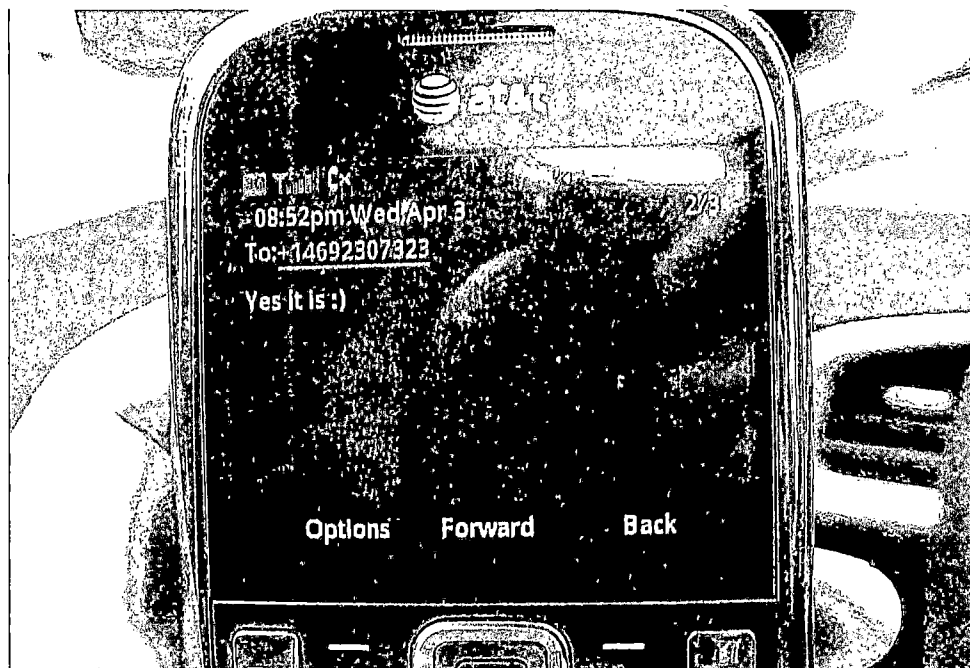 at&t
08:52pm Wed Apr 3
2/3
To:+14692307323
Yes it is :)
Options Forward Back